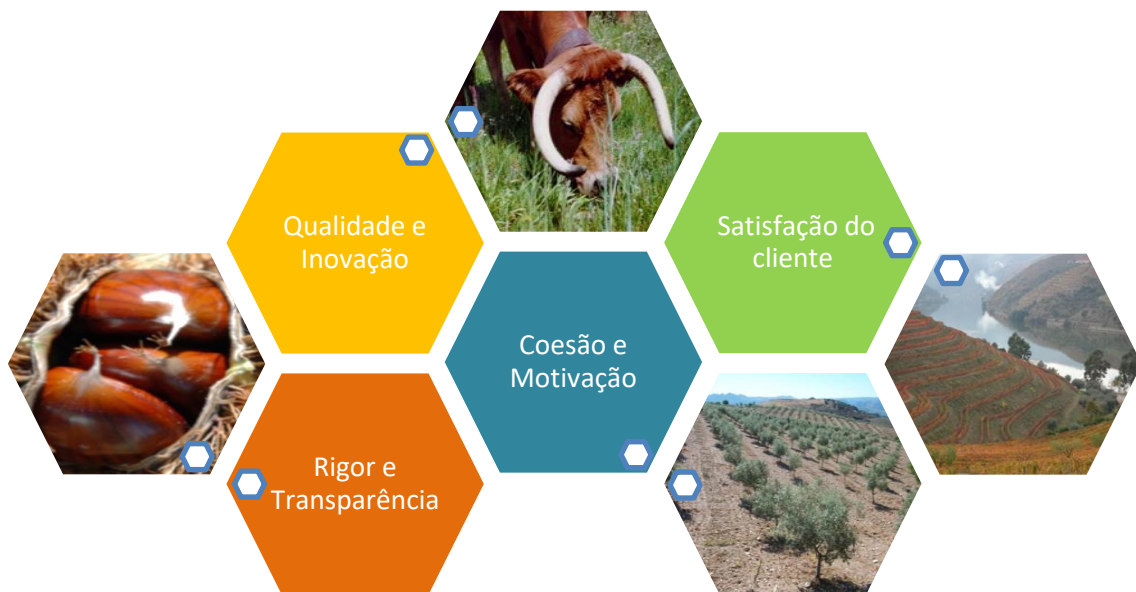 Qualidade e
Inovação
Satisfação do
cliente
Coesão e
Motivação
Rigor e
Transparência